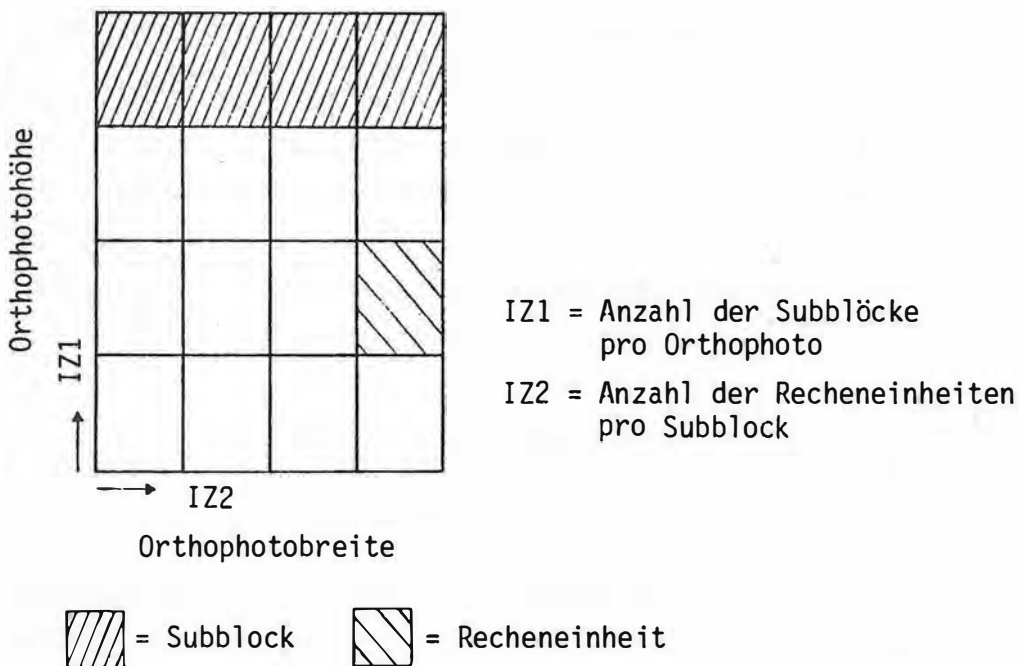 Orthophotohöhe
IZ1
IZ1 = Anzahl der Subblöcke
pro Orthophoto
IZ2 = Anzahl der Recheneinheiten
pro Subblock
IZ2
Orthophotobreite
= Subblock
= Recheneinheit